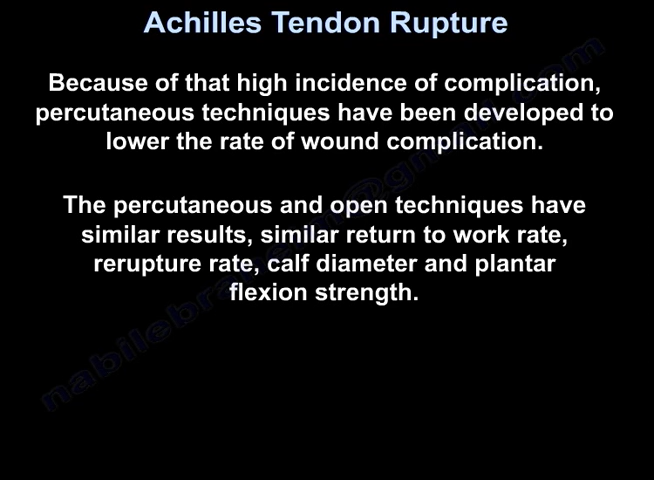 Achilles Tendon Rupture
Because of that high incidence of complication,
percutaneous techniques have been developed to
lower the rate of wound complication.
The percutaneous and open techniques have
similar results, similar return to work rate,
rerupture rate, calf diameter and plantar
flexion strength.